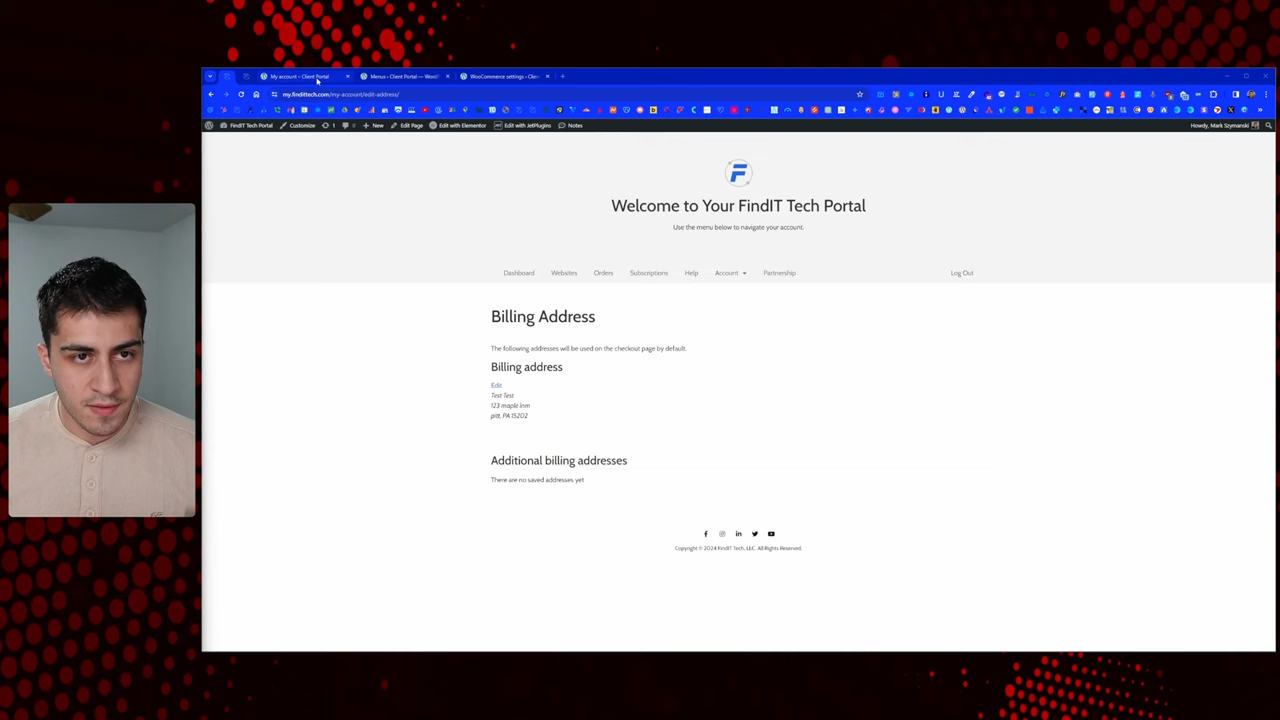 My account – Client Portal
Menus ‹ Client Portal — Word
WooCommerce settings ‹ Clie
my.findittech.com/my-account/edit-address/
FindIT Tech Portal
Customize
1
0
New
Edit Page
Edit with Elementor
Edit with JetPlugins
Notes
Howdy, Mark Szymanski
F
Welcome to Your FindIT Tech Portal
Use the menu below to navigate your account.
Dashboard Websites Orders Subscriptions Help Account Partnership Log Out
Billing Address
The following addresses will be used on the checkout page by default.
Billing address
Edit
Test Test
123 maple lnm
pitt, PA 15202
Additional billing addresses
There are no saved addresses yet
Copyright © 2024 FindIT Tech, LLC. All Rights Reserved.